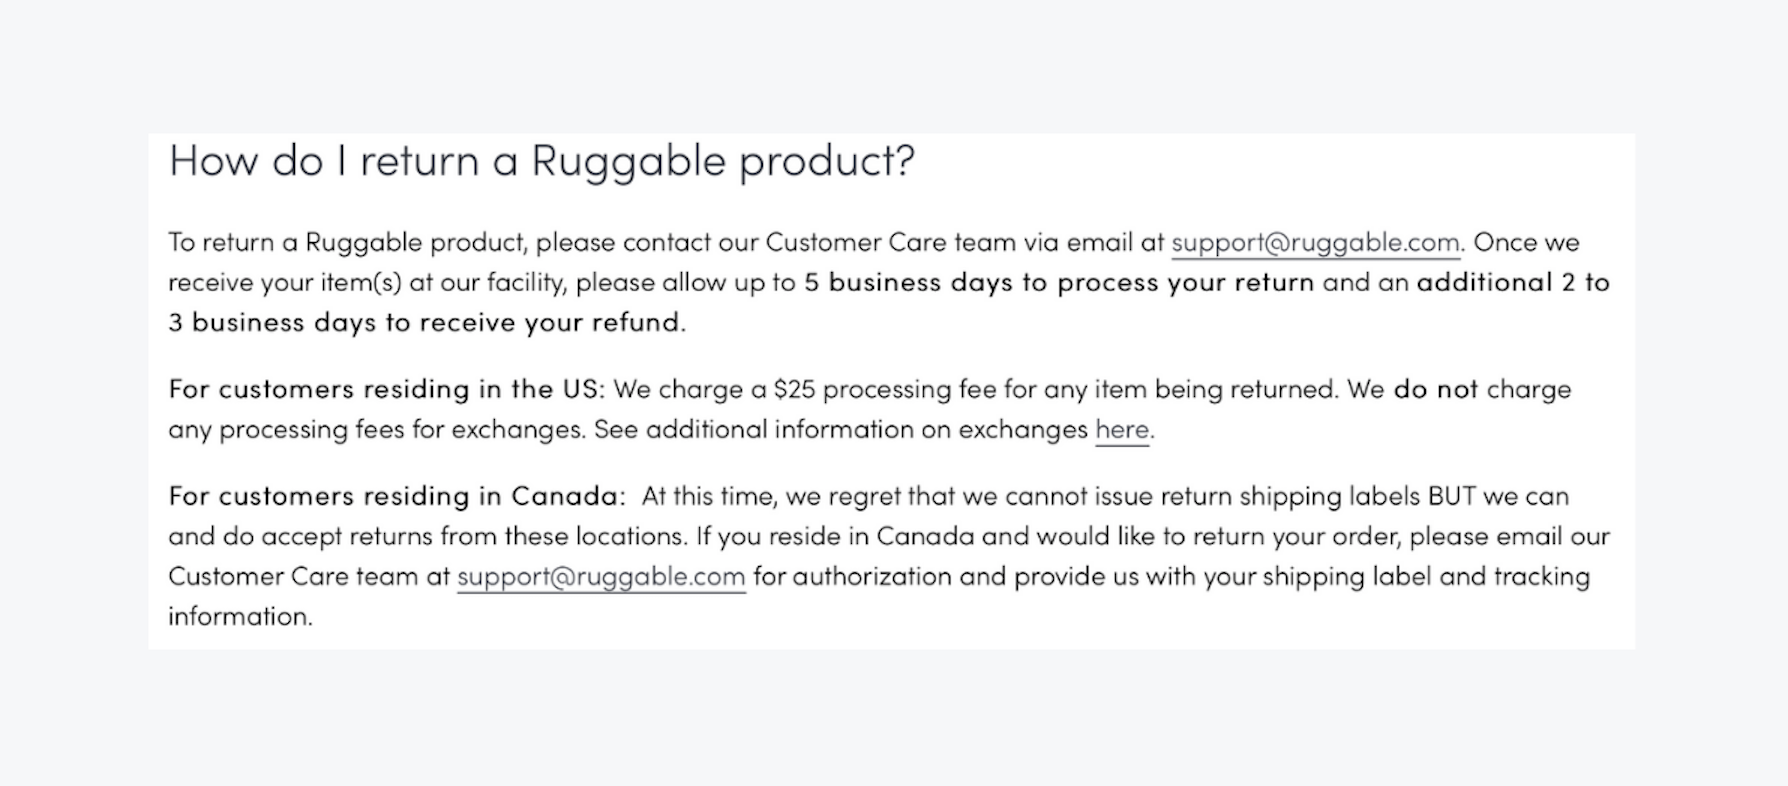 How do I return a Ruggable product?
To return a Ruggable product, please contact our Customer Care team via email at support@ruggable.com. Once we
receive your item(s) at our facility, please allow up to 5 business days to process your return and an additional 2 to
3 business days to receive your refund.
For customers residing in the US: We charge a $25 processing fee for any item being returned. We do not charge
any processing fees for exchanges. See additional information on exchanges here.
For customers residing in Canada:  At this time, we regret that we cannot issue return shipping labels BUT we can
and do accept returns from these locations. If you reside in Canada and would like to return your order, please email our
Customer Care team at support@ruggable.com for authorization and provide us with your shipping label and tracking
information.